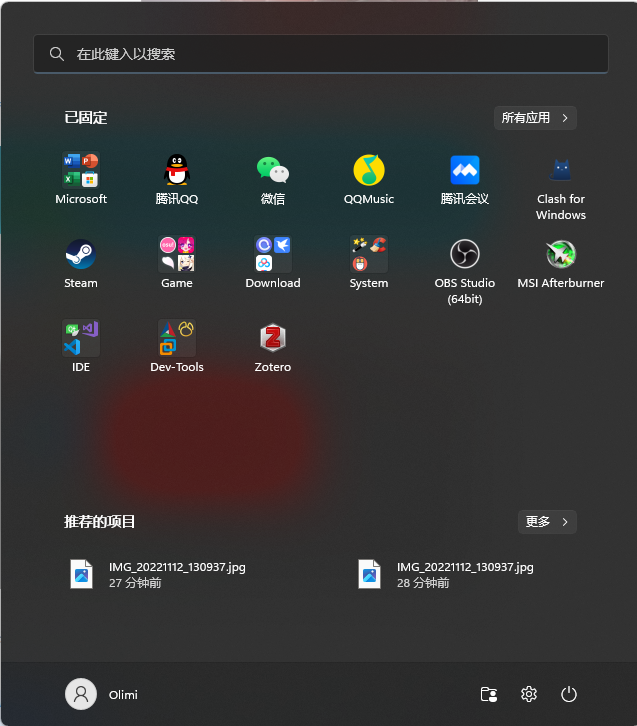 在此键入以搜索
已固定
所有应用
Microsoft
腾讯QQ
微信
QQMusic
腾讯会议
Clash for
Windows
Steam
Game
Download
System
OBS Studio
(64bit)
MSI Afterburner
IDE
Dev-Tools
Zotero
推荐的项目
更多
IMG_20221112_130937.jpg
27 分钟前
IMG_20221112_130937.jpg
28 分钟前
Olimi